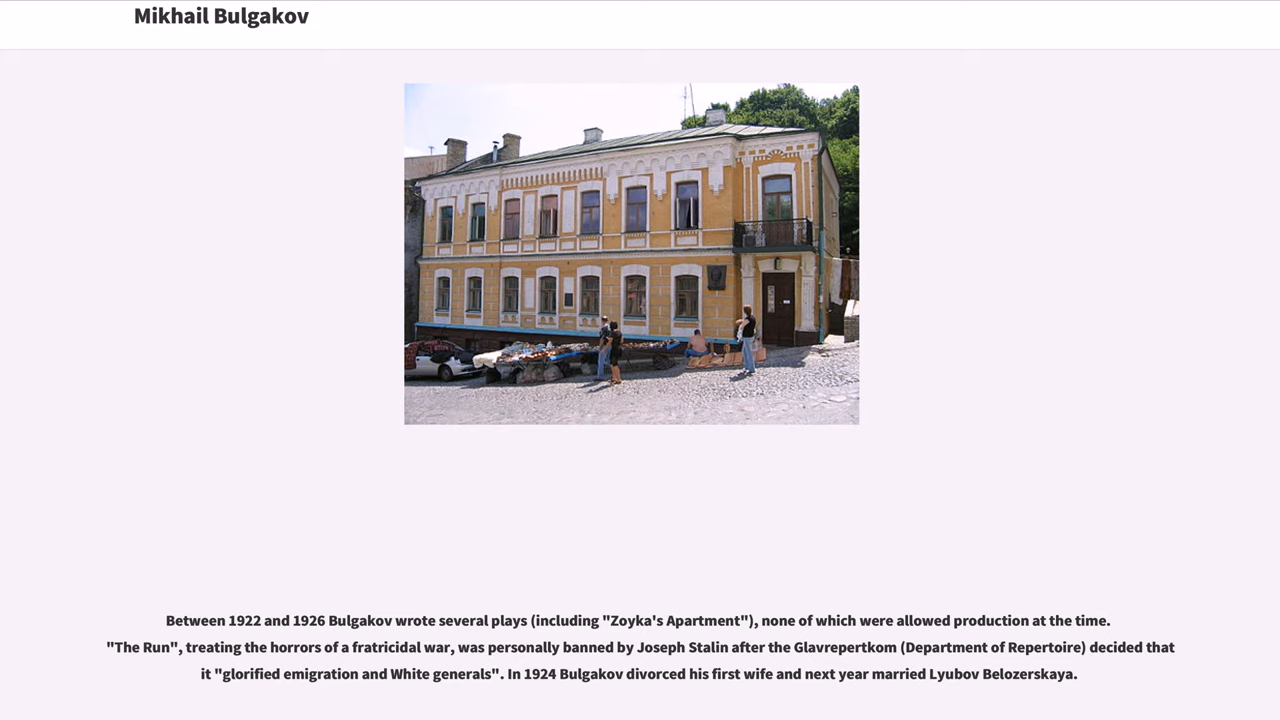 Mikhail Bulgakov
Between 1922 and 1926 Bulgakov wrote several plays (including "Zoyka's Apartment"), none of which were allowed production at the time.
"The Run", treating the horrors of a fratricidal war, was personally banned by Joseph Stalin after the Glavrepertkom (Department of Repertoire) decided that
it "glorified emigration and White generals". In 1924 Bulgakov divorced his first wife and next year married Lyubov Belozerskaya.